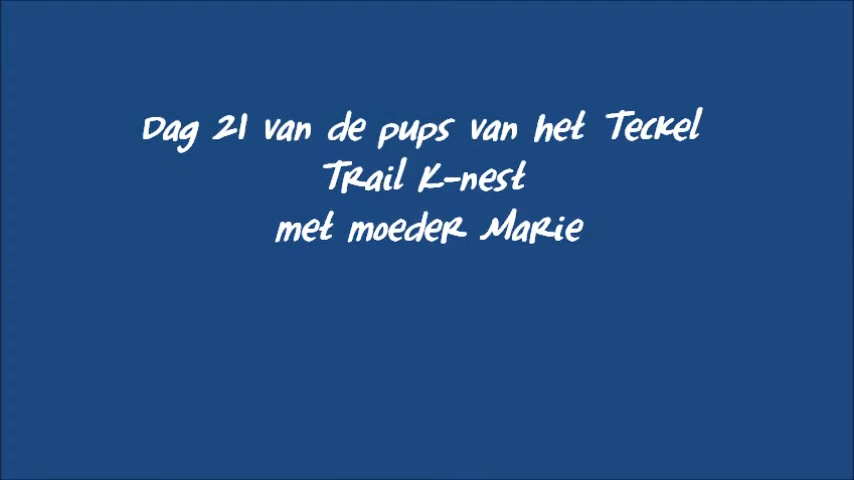 Dag 21 van de pups van het Teckel
Trail K-nest
met moeder Marie